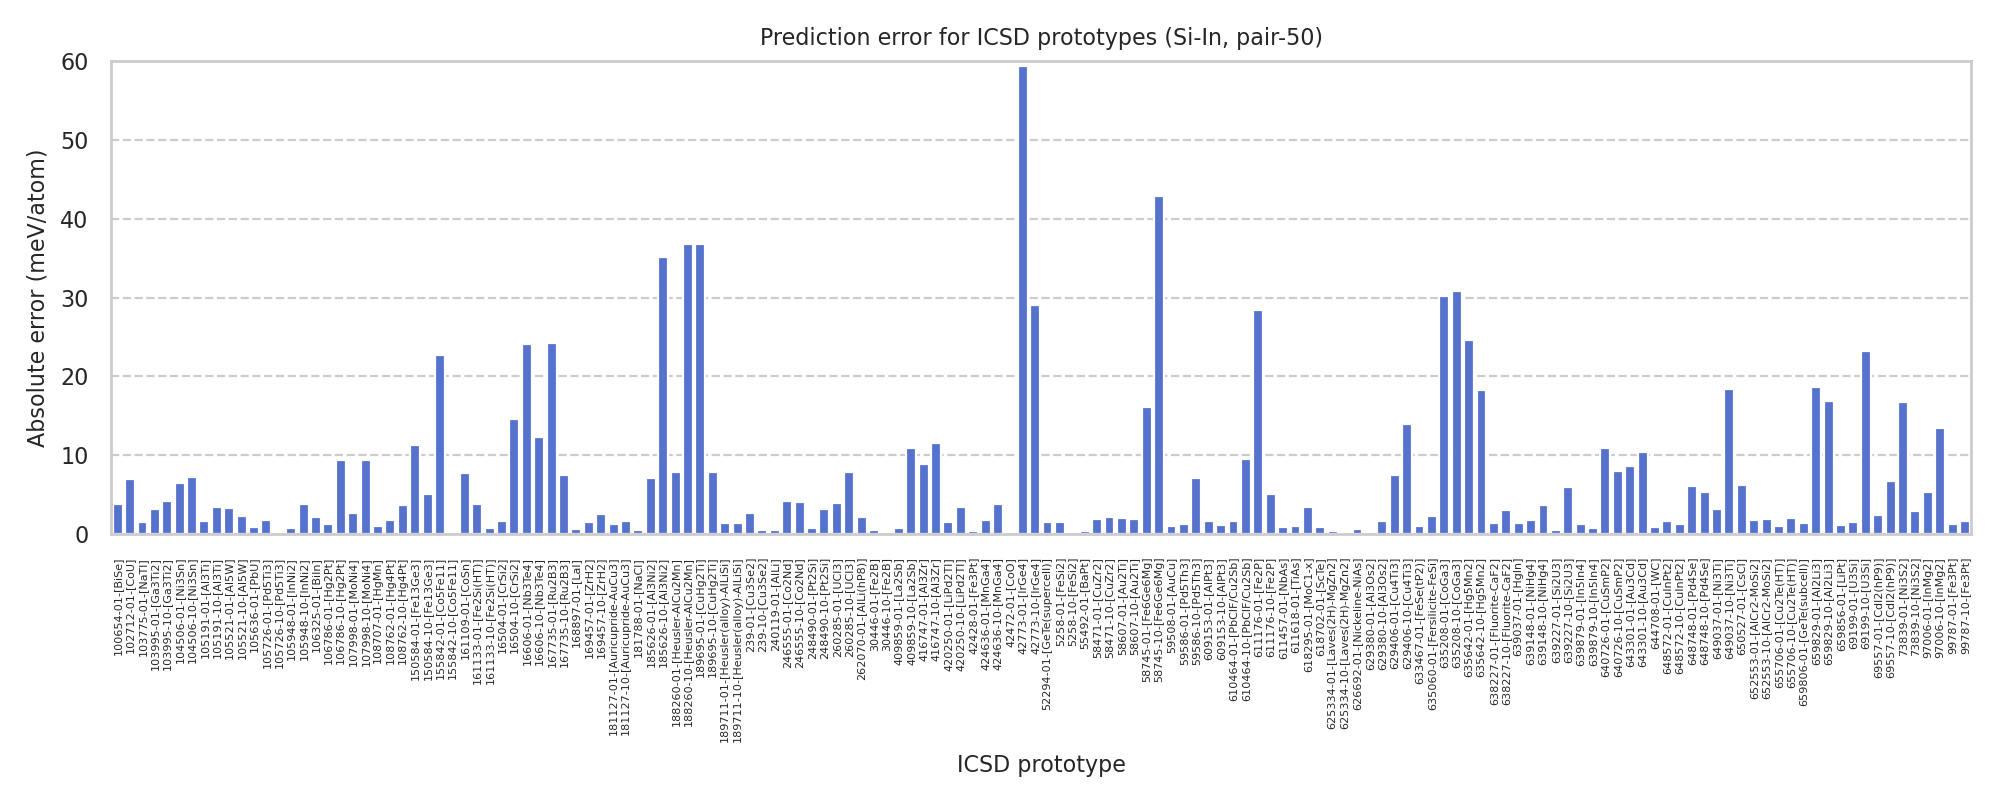 Prediction error for ICSD prototypes (Si-In, pair-50)
Absolute error (meV/atom)
60
50
40
30
20
10
0
100654-01-[BiSe]
102712-01-[CoU]
103775-01-[NaTl]
103995-01-[Ga3Ti2]
103995-10-[Ga3Ti2]
104506-01-[Ni3Sn]
104506-10-[Ni3Sn]
105191-01-[Al3Ti]
105191-10-[Al3Ti]
105521-01-[Al5W]
105521-10-[Al5W]
105636-01-[PbU]
105726-01-[Pd5Ti3]
105726-10-[Pd5Ti3]
105948-01-[InNi2]
105948-10-[InNi2]
106325-01-[BiIn]
106786-01-[Hg2Pt]
106786-10-[Hg2Pt]
107998-01-[MoNi4]
107998-10-[MoNi4]
108707-01-[HgMn]
108762-01-[Hg4Pt]
108762-10-[Hg4Pt]
150584-01-[Fe13Ge3]
150584-10-[Fe13Ge3]
155842-01-[Co5Fe11]
155842-10-[Co5Fe11]
161109-01-[CoSn]
161133-01-[Fe2Si(HT)]
161133-10-[Fe2Si(HT)]
16504-01-[CrSi2]
16504-10-[CrSi2]
16606-01-[Nb3Te4]
16606-10-[Nb3Te4]
167735-01-[Ru2B3]
167735-10-[Ru2B3]
168897-01-[LaI]
169457-01-[ZrH2]
169457-10-[ZrH2]
181127-01-[Auricupride-AuCu3]
181127-10-[Auricupride-AuCu3]
181788-01-[NaCl]
185626-01-[Al3Ni2]
185626-10-[Al3Ni2]
188260-01-[Heusler-AlCu2Mn]
188260-10-[Heusler-AlCu2Mn]
189695-01-[CuHg2Ti]
189695-10-[CuHg2Ti]
189711-01-[Heusler(alloy)-AlLiSi]
189711-10-[Heusler(alloy)-AlLiSi]
239-01-[Cu3Se2]
239-10-[Cu3Se2]
240119-01-[AlLi]
246555-01-[Co2Nd]
246555-10-[Co2Nd]
248490-01-[Pt2Si]
248490-10-[Pt2Si]
260285-01-[UCl3]
260285-10-[UCl3]
262070-01-[AlLi(hP8)]
30446-01-[Fe2B]
30446-10-[Fe2B]
409859-01-[La2Sb]
409859-10-[La2Sb]
416747-01-[Al3Zr]
416747-10-[Al3Zr]
420250-01-[LiPd2Tl]
420250-10-[LiPd2Tl]
42428-01-[Fe3Pt]
424636-01-[MnGa4]
424636-10-[MnGa4]
42472-01-[CoO]
42773-01-[IrGe4]
42773-10-[IrGe4]
52294-01-[GeTe(supercell)]
5258-01-[FeSi2]
5258-10-[FeSi2]
55492-01-[BaPt]
58471-01-[CuZr2]
58471-10-[CuZr2]
58607-01-[Au2Ti]
58607-10-[Au2Ti]
58745-01-[Fe6Ge6Mg]
58745-10-[Fe6Ge6Mg]
59508-01-[AuCu]
59586-01-[Pd5Th3]
59586-10-[Pd5Th3]
609153-01-[AlPt3]
609153-10-[AlPt3]
610464-01-[PbClF/Cu2Sb]
610464-10-[PbClF/Cu2Sb]
611176-01-[Fe2P]
611176-10-[Fe2P]
611457-01-[NbAs]
611618-01-[TiAs]
618295-01-[MoC1-x]
618702-01-[ScTe]
625334-01-[Laves(2H)-MgZn2]
625334-10-[Laves(2H)-MgZn2]
626692-01-[Nickeline-NiAs]
629380-01-[Al3Os2]
629380-10-[Al3Os2]
629406-01-[Cu4Ti3]
629406-10-[Cu4Ti3]
633467-01-[FeSe(tP2)]
635060-01-[Fersilicite-FeSi]
635208-01-[CoGa3]
635208-10-[CoGa3]
635642-01-[Hg5Mn2]
635642-10-[Hg5Mn2]
638227-01-[Fluorite-CaF2]
638227-10-[Fluorite-CaF2]
639037-01-[HgIn]
639148-01-[NiHg4]
639148-10-[NiHg4]
639227-01-[Si2U3]
639227-10-[Si2U3]
639879-01-[In5In4]
639879-10-[In5In4]
640726-01-[CuSmP2]
640726-10-[CuSmP2]
643301-01-[Au3Cd]
643301-10-[Au3Cd]
644708-01-[WC]
648572-01-[CuInPt2]
648572-10-[CuInPt2]
648748-01-[Pd4Se]
648748-10-[Pd4Se]
649037-01-[Ni3Ti]
649037-10-[Ni3Ti]
650527-01-[CsCl]
652553-01-[AlCr2-MoSi2]
652553-10-[AlCr2-MoSi2]
655706-01-[Cu2Te(HT)]
655706-10-[Cu2Te(HT)]
659806-01-[GeTe(subcell)]
659829-01-[Al2Li3]
659829-10-[Al2Li3]
659856-01-[LiPt]
69199-01-[U3Si]
69199-10-[U3Si]
69557-01-[CdI2(hP9)]
69557-10-[CdI2(hP9)]
73839-01-[Ni3S2]
73839-10-[Ni3S2]
97006-01-[InMg2]
97006-10-[InMg2]
99787-01-[Fe3Pt]
99787-10-[Fe3Pt]
ICSD prototype